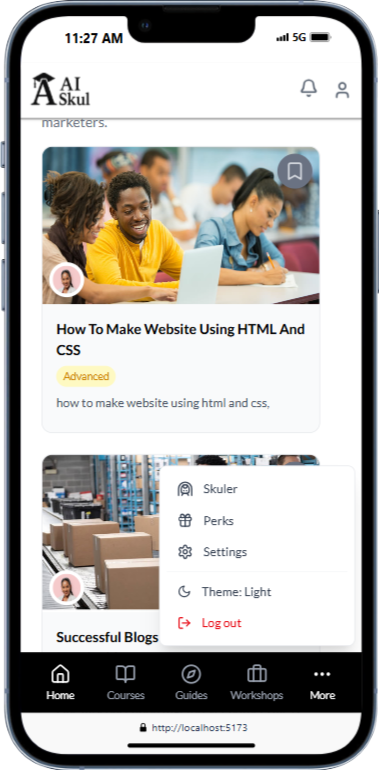 11:27 AM
5G
AI
Skul
marketers.
How To Make Website Using HTML And
CSS
Advanced
how to make website using html and css,
Skuler
Perks
Settings
Theme: Light
Log out
Successful Blogs
Home
Courses
Guides
Workshops
More
http://localhost:5173